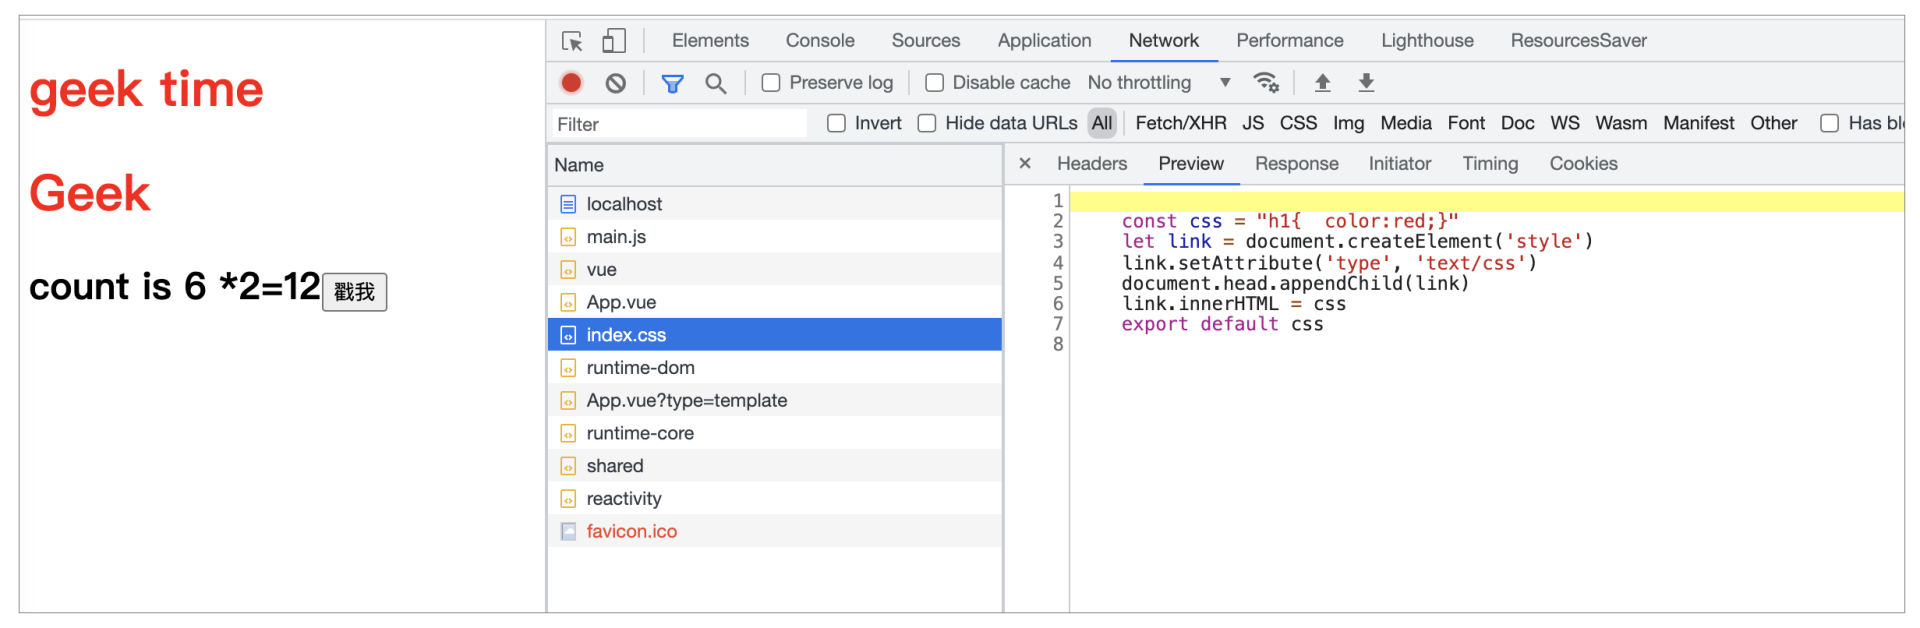 geek time
Geek
count is 6 *2=12 戳我
Elements Console Sources Application Network Performance Lighthouse ResourcesSaver
Preserve log Disable cache No throttling
Filter Invert Hide data URLs All Fetch/XHR JS CSS Img Media Font Doc WS Wasm Manifest Other Has
Name
localhost
main.js
vue
App.vue
index.css
runtime-dom
App.vue?type=template
runtime-core
shared
reactivity
favicon.ico
× Headers Preview Response Initiator Timing Cookies
1
2 const css = "h1{  color:red;}"
3 let link = document.createElement('style')
4 link.setAttribute('type', 'text/css')
5 document.head.appendChild(link)
6 link.innerHTML = css
7 export default css
8